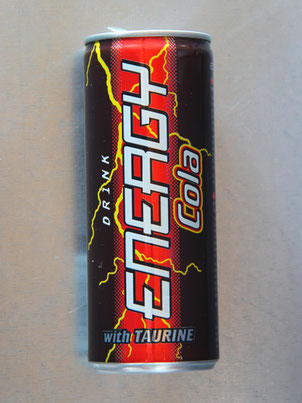 DRINK
ENERGY
Cola
with TAURINE